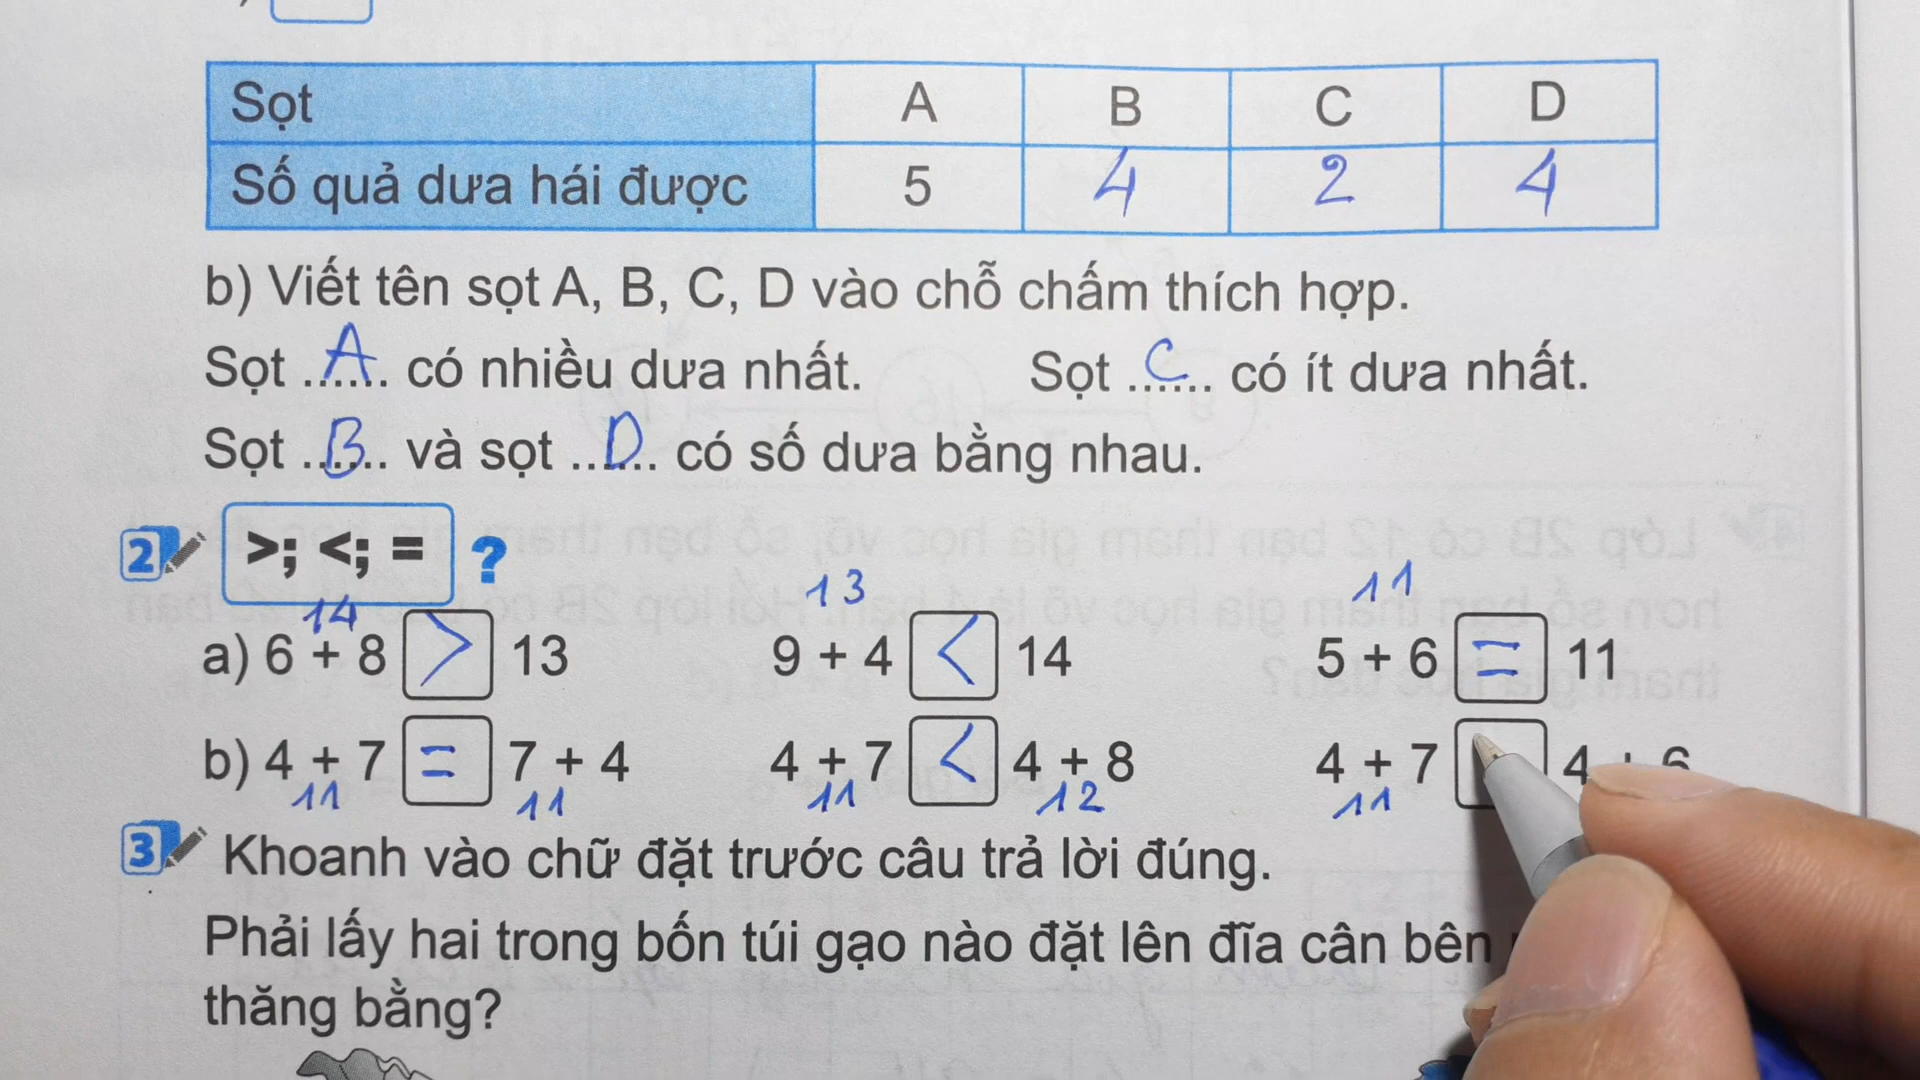 Sọt A B C D
Số quả dưa hái được 5 4 2 4
b) Viết tên sọt A, B, C, D vào chỗ chấm thích hợp.
Sọt ...A... có nhiều dưa nhất. Sọt ...C... có ít dưa nhất.
Sọt ...B... và sọt ...D... có số dưa bằng nhau.
2 >; <; = ?
14 13 11
a) 6 + 8 > 13 9 + 4 < 14 5 + 6 = 11
b) 4 + 7 = 7 + 4 4 + 7 < 4 + 8 4 + 7 4 + 6
11 11 11 12 11
3 Khoanh vào chữ đặt trước câu trả lời đúng.
Phải lấy hai trong bốn túi gạo nào đặt lên đĩa cân bên
thăng bằng?